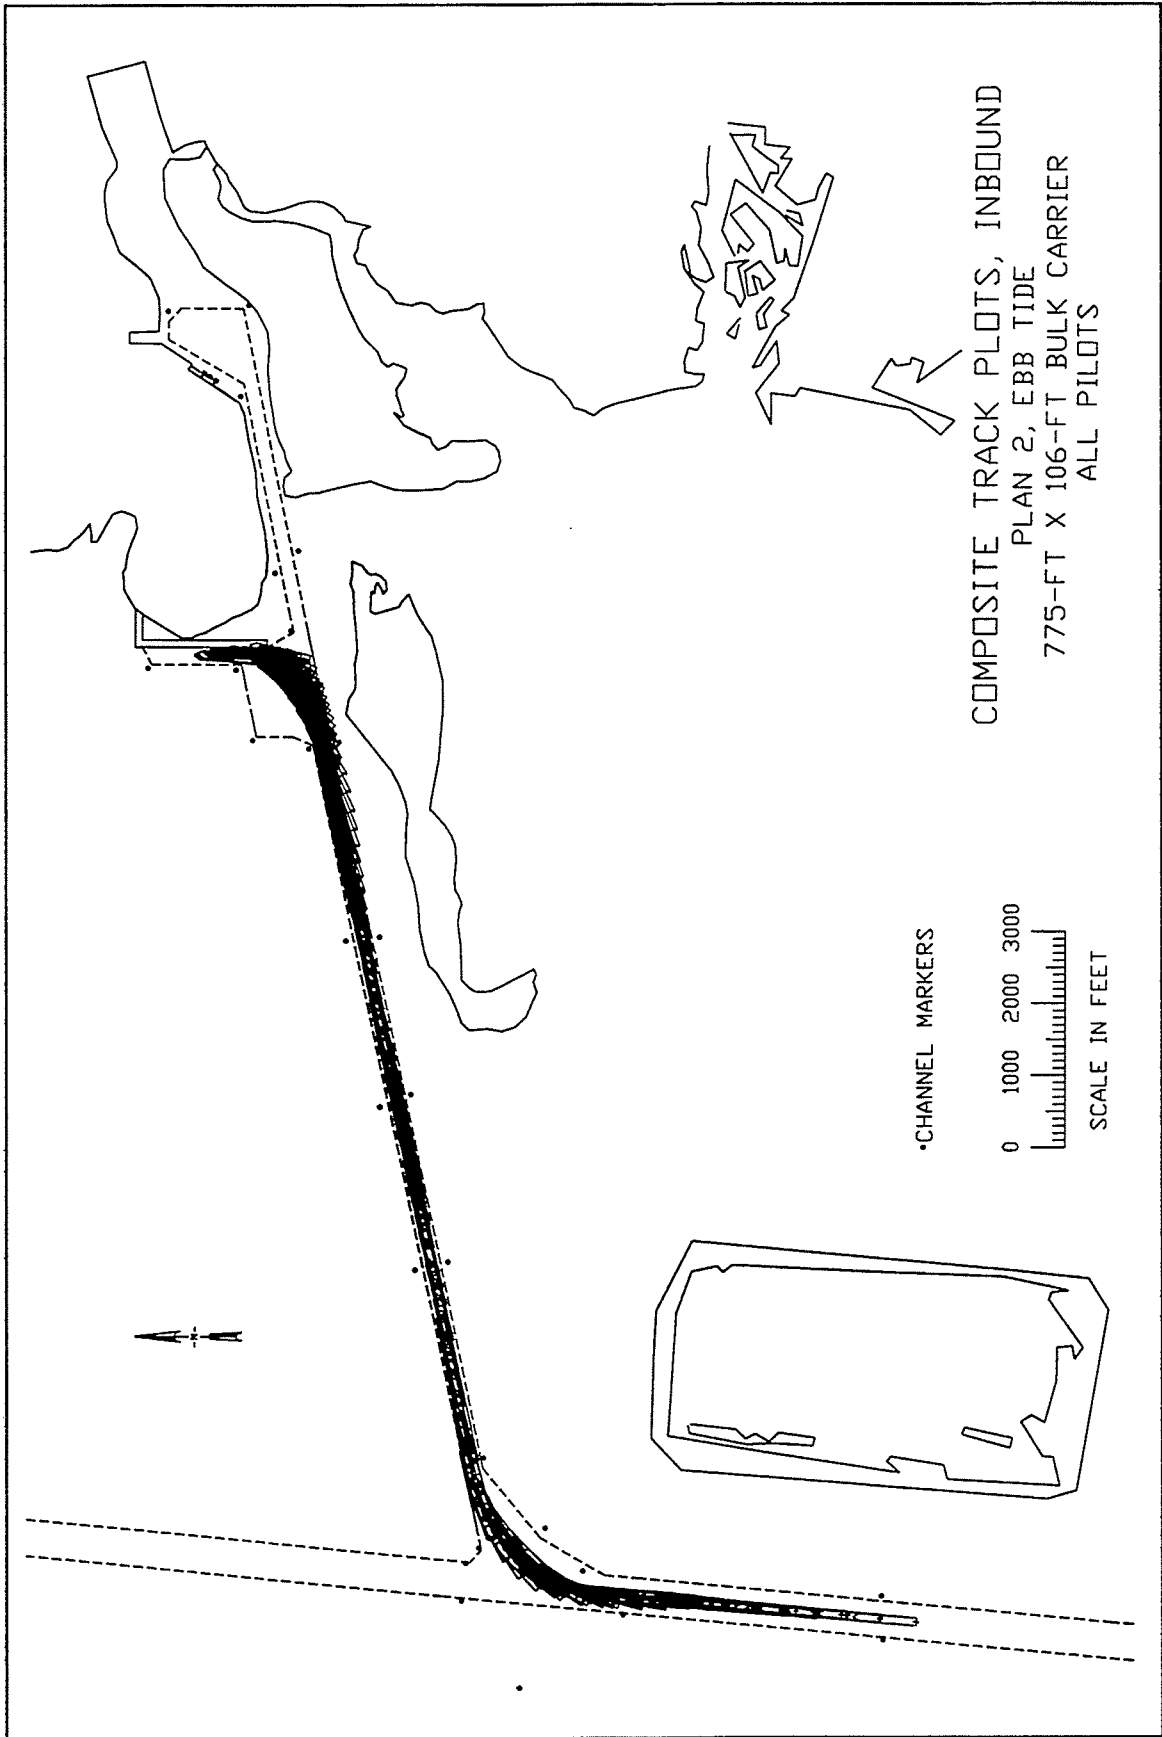 COMPOSITE TRACK PLOTS, INBOUND
PLAN 2, EBB TIDE
775-FT X 106-FT BULK CARRIER
ALL PILOTS
•CHANNEL MARKERS
0 1000 2000 3000
SCALE IN FEET
N